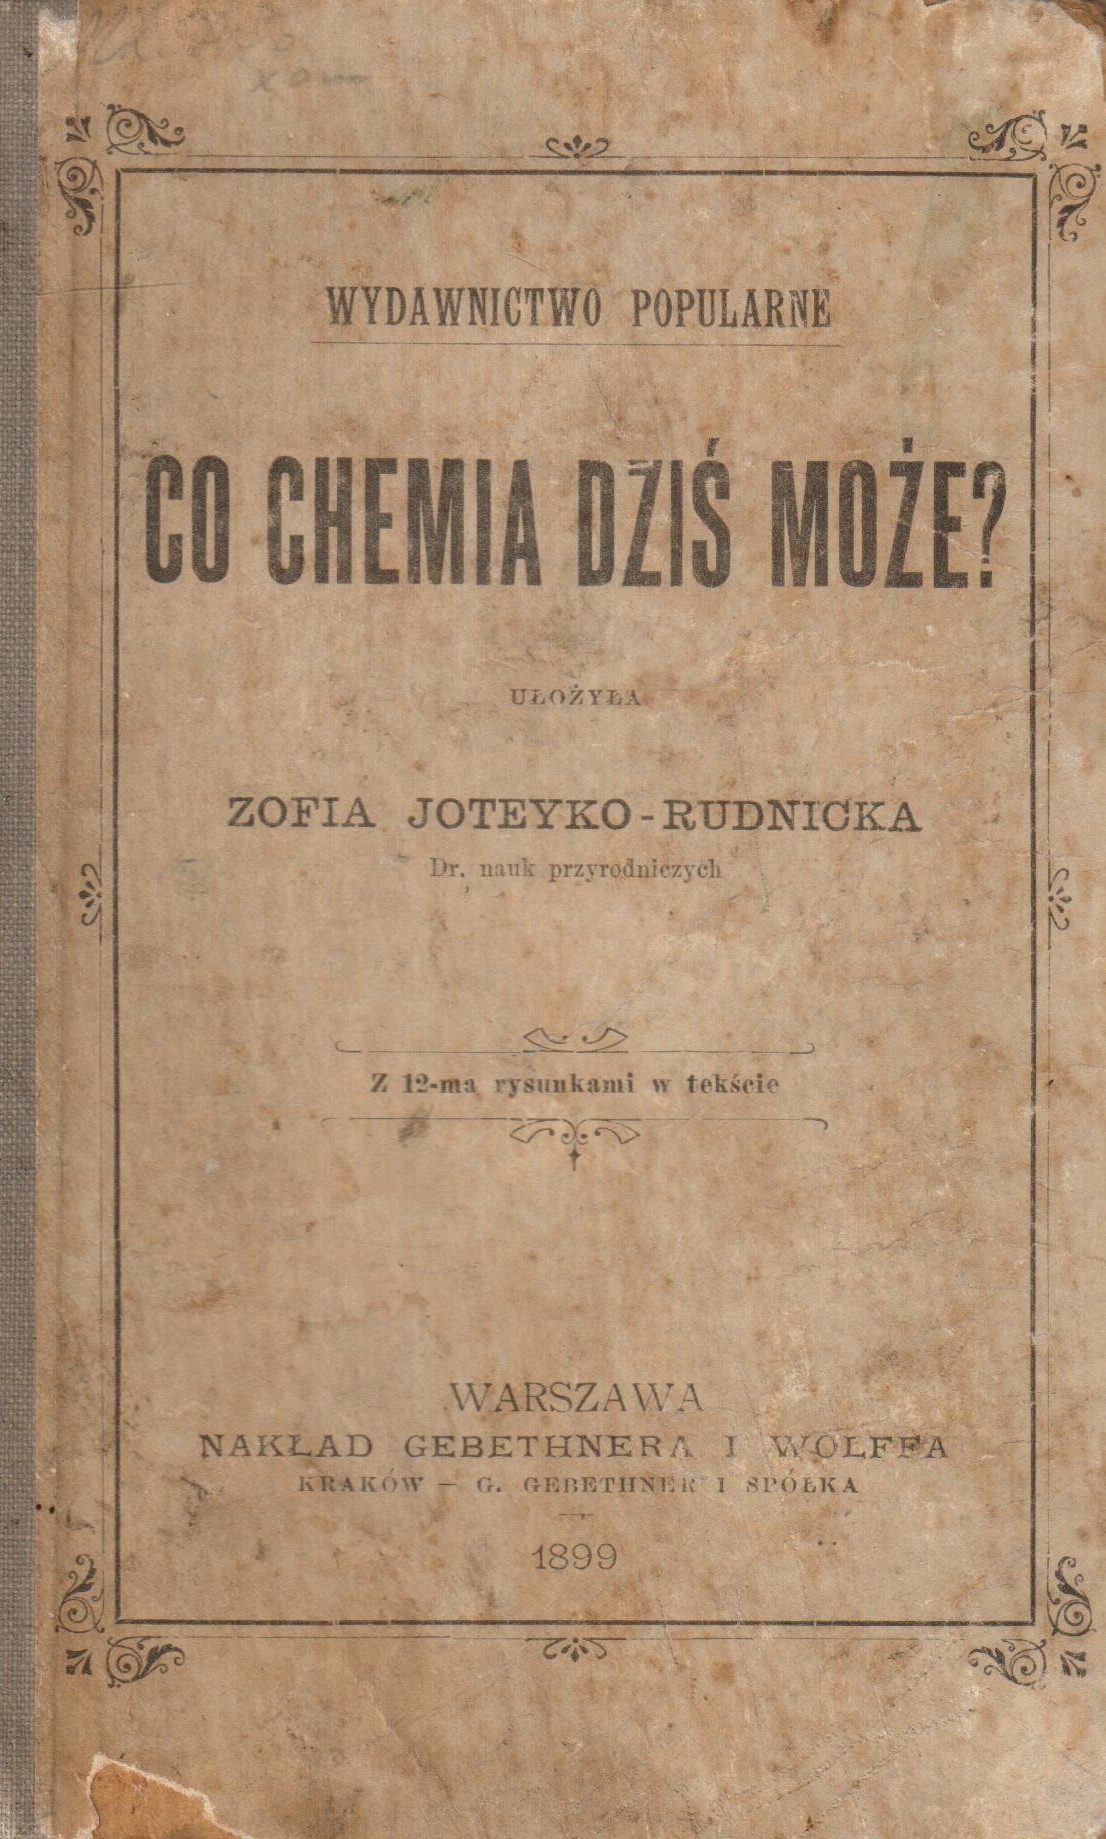 WYDAWNICTWO POPULARNE
CO CHEMIA DZIŚ MOŻE?
UŁOŻYŁA
ZOFIA JOTEYKO-RUDNICKA
Dr. nauk przyrodniczych
Z 12-ma rysunkami w tekście
WARSZAWA
NAKŁAD GEBETHNERA I WOLFFA
KRAKÓW — G. GEBETHNER I SPÓŁKA
1899